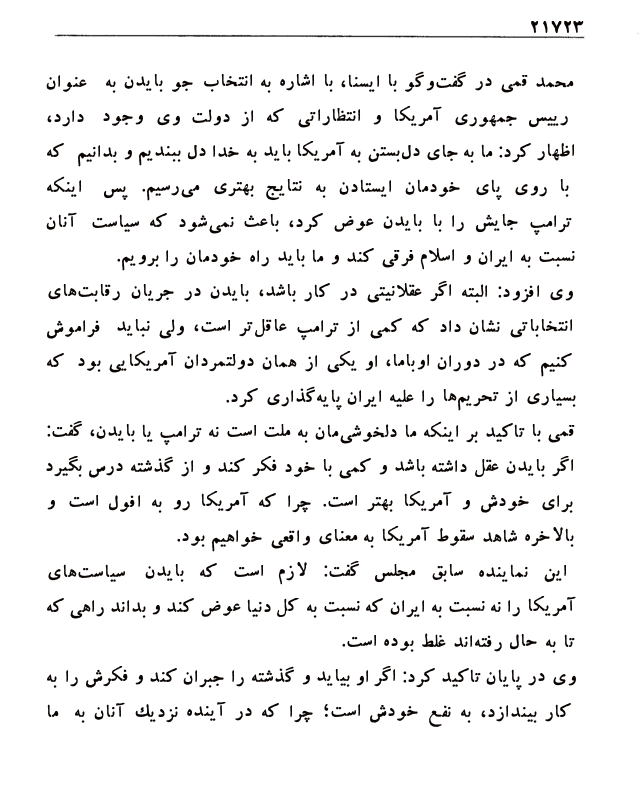 ۲۱۷۲۳
محمد قمی در گفت‌وگو با ایسنا، با اشاره به انتخاب جو بایدن به عنوان
رییس جمهوری آمریکا و انتظاراتی که از دولت وی وجود دارد،
اظهار کرد: ما به جای دل‌بستن به آمریکا باید به خدا دل ببندیم و بدانیم که
با روی پای خودمان ایستادن به نتایج بهتری می‌رسیم. پس اینکه
ترامپ جایش را با بایدن عوض کرد، باعث نمی‌شود که سیاست آنان
نسبت به ایران و اسلام فرقی کند و ما باید راه خودمان را برویم.
وی افزود: البته اگر عقلانیتی در کار باشد، بایدن در جریان رقابت‌های
انتخاباتی نشان داد که کمی از ترامپ عاقل‌تر است، ولی نباید فراموش
کنیم که در دوران اوباما، او یکی از همان دولتمردان آمریکایی بود که
بسیاری از تحریم‌ها را علیه ایران پایه‌گذاری کرد.
قمی با تاکید بر اینکه ما دلخوشی‌مان به ملت است نه ترامپ یا بایدن، گفت:
اگر بایدن عقل داشته باشد و کمی با خود فکر کند و از گذشته درس بگیرد
برای خودش و آمریکا بهتر است. چرا که آمریکا رو به افول است و
بالاخره شاهد سقوط آمریکا به معنای واقعی خواهیم بود.
این نماینده سابق مجلس گفت: لازم است که بایدن سیاست‌های
آمریکا را نه نسبت به ایران که نسبت به کل دنیا عوض کند و بداند راهی که
تا به حال رفته‌اند غلط بوده است.
وی در پایان تاکید کرد: اگر او بیاید و گذشته را جبران کند و فکرش را به
کار بیندازد، به نفع خودش است؛ چرا که در آینده نزدیك آنان به ما